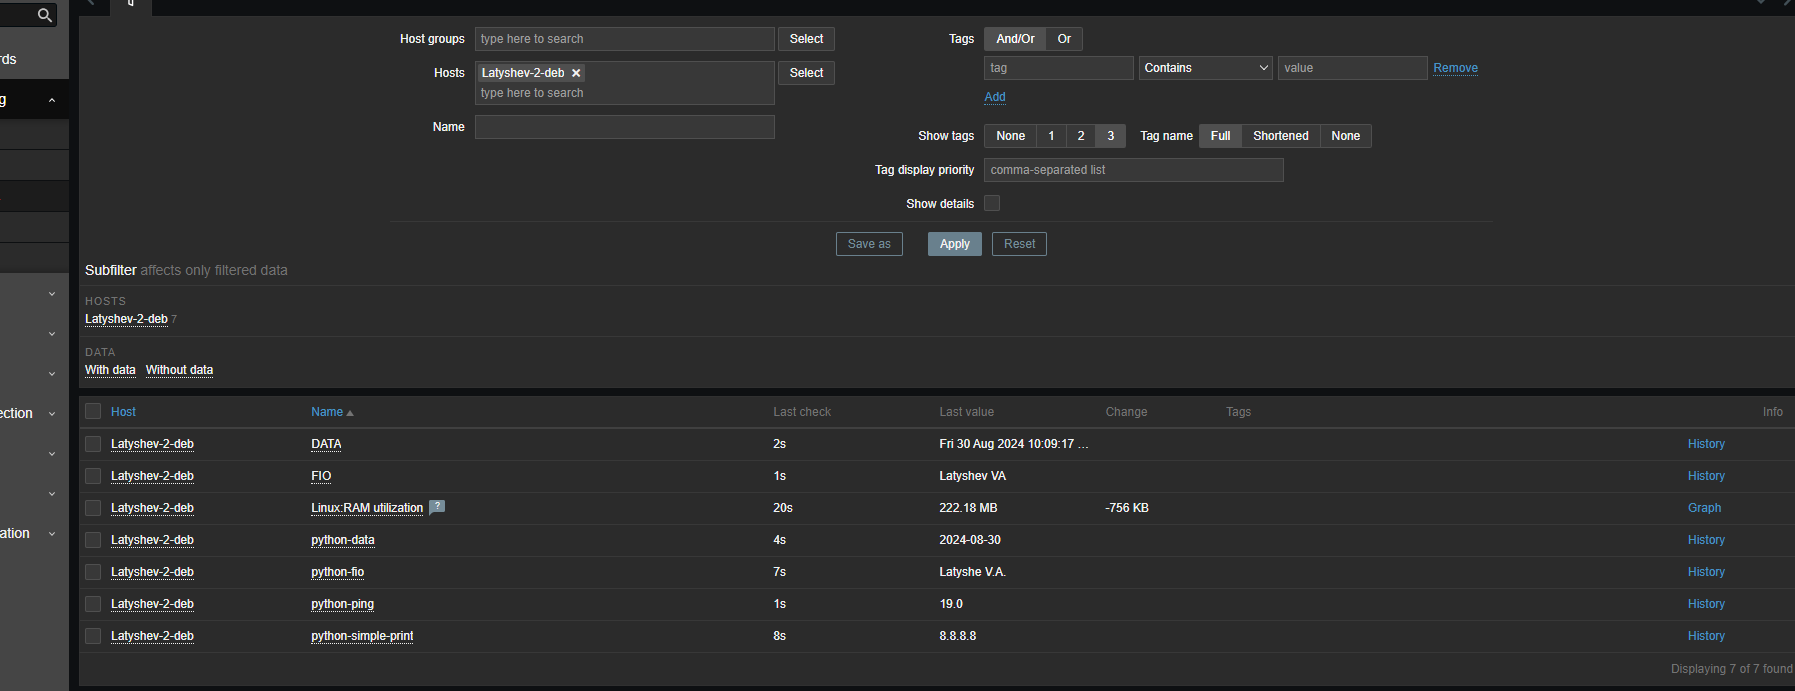 rds
g
ection
ation
Host groups type here to search Select
Hosts Latyshev-2-deb type here to search Select
Name
Tags And/Or Or
tag Contains value Remove
Add
Show tags None 1 2 3 Tag name Full Shortened None
Tag display priority comma-separated list
Show details
Save as Apply Reset
Subfilter affects only filtered data
HOSTS
Latyshev-2-deb 7
DATA
With data Without data
Host Name Last check Last value Change Tags Info
Latyshev-2-deb DATA 2s Fri 30 Aug 2024 10:09:17 ... History
Latyshev-2-deb FIO 1s Latyshev VA History
Latyshev-2-deb Linux:RAM utilization ? 20s 222.18 MB -756 KB Graph
Latyshev-2-deb python-data 4s 2024-08-30 History
Latyshev-2-deb python-fio 7s Latyshe V.A. History
Latyshev-2-deb python-ping 1s 19.0 History
Latyshev-2-deb python-simple-print 8s 8.8.8.8 History
Displaying 7 of 7 found